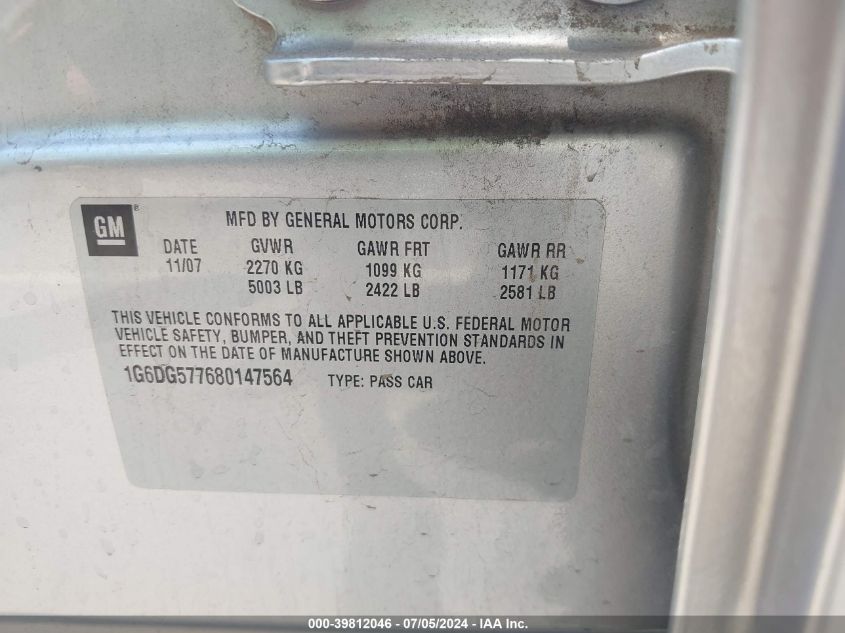 GM®
MFD BY GENERAL MOTORS CORP.
DATE GVWR GAWR FRT GAWR RR
11/07 2270 KG 1099 KG 1171 KG
5003 LB 2422 LB 2581 LB
THIS VEHICLE CONFORMS TO ALL APPLICABLE U.S. FEDERAL MOTOR
VEHICLE SAFETY, BUMPER, AND THEFT PREVENTION STANDARDS IN
EFFECT ON THE DATE OF MANUFACTURE SHOWN ABOVE.
1G6DG577680147564 TYPE: PASS CAR
000-39812046 - 07/05/2024 - IAA Inc.